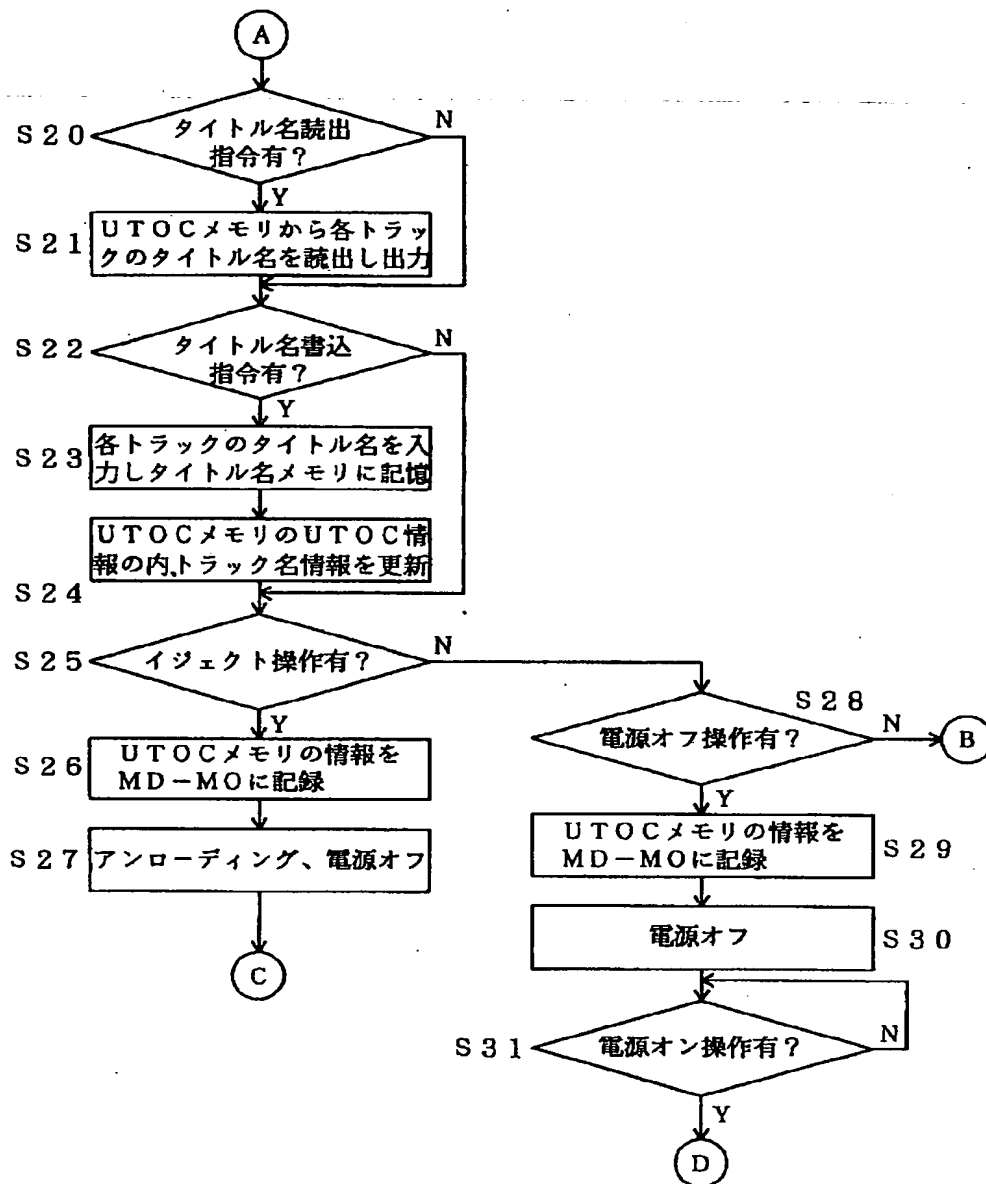 A
S20
タイトル名読出
指令有?
N
Y
S21
UTOCメモリから各トラッ
クのタイトル名を読出し出力
S22
タイトル名書込
指令有?
N
Y
S23
各トラックのタイトル名を入
力しタイトル名メモリに記憶
UTOCメモリのUTOC情
報の内、トラック名情報を更新
S24
S25
イジェクト操作有?
N
Y
S26
UTOCメモリの情報を
MD-MOに記録
S27
アンローディング、電源オフ
C
S28
電源オフ操作有?
N
B
Y
UTOCメモリの情報を
MD-MOに記録
S29
電源オフ
S30
S31
電源オン操作有?
N
Y
D